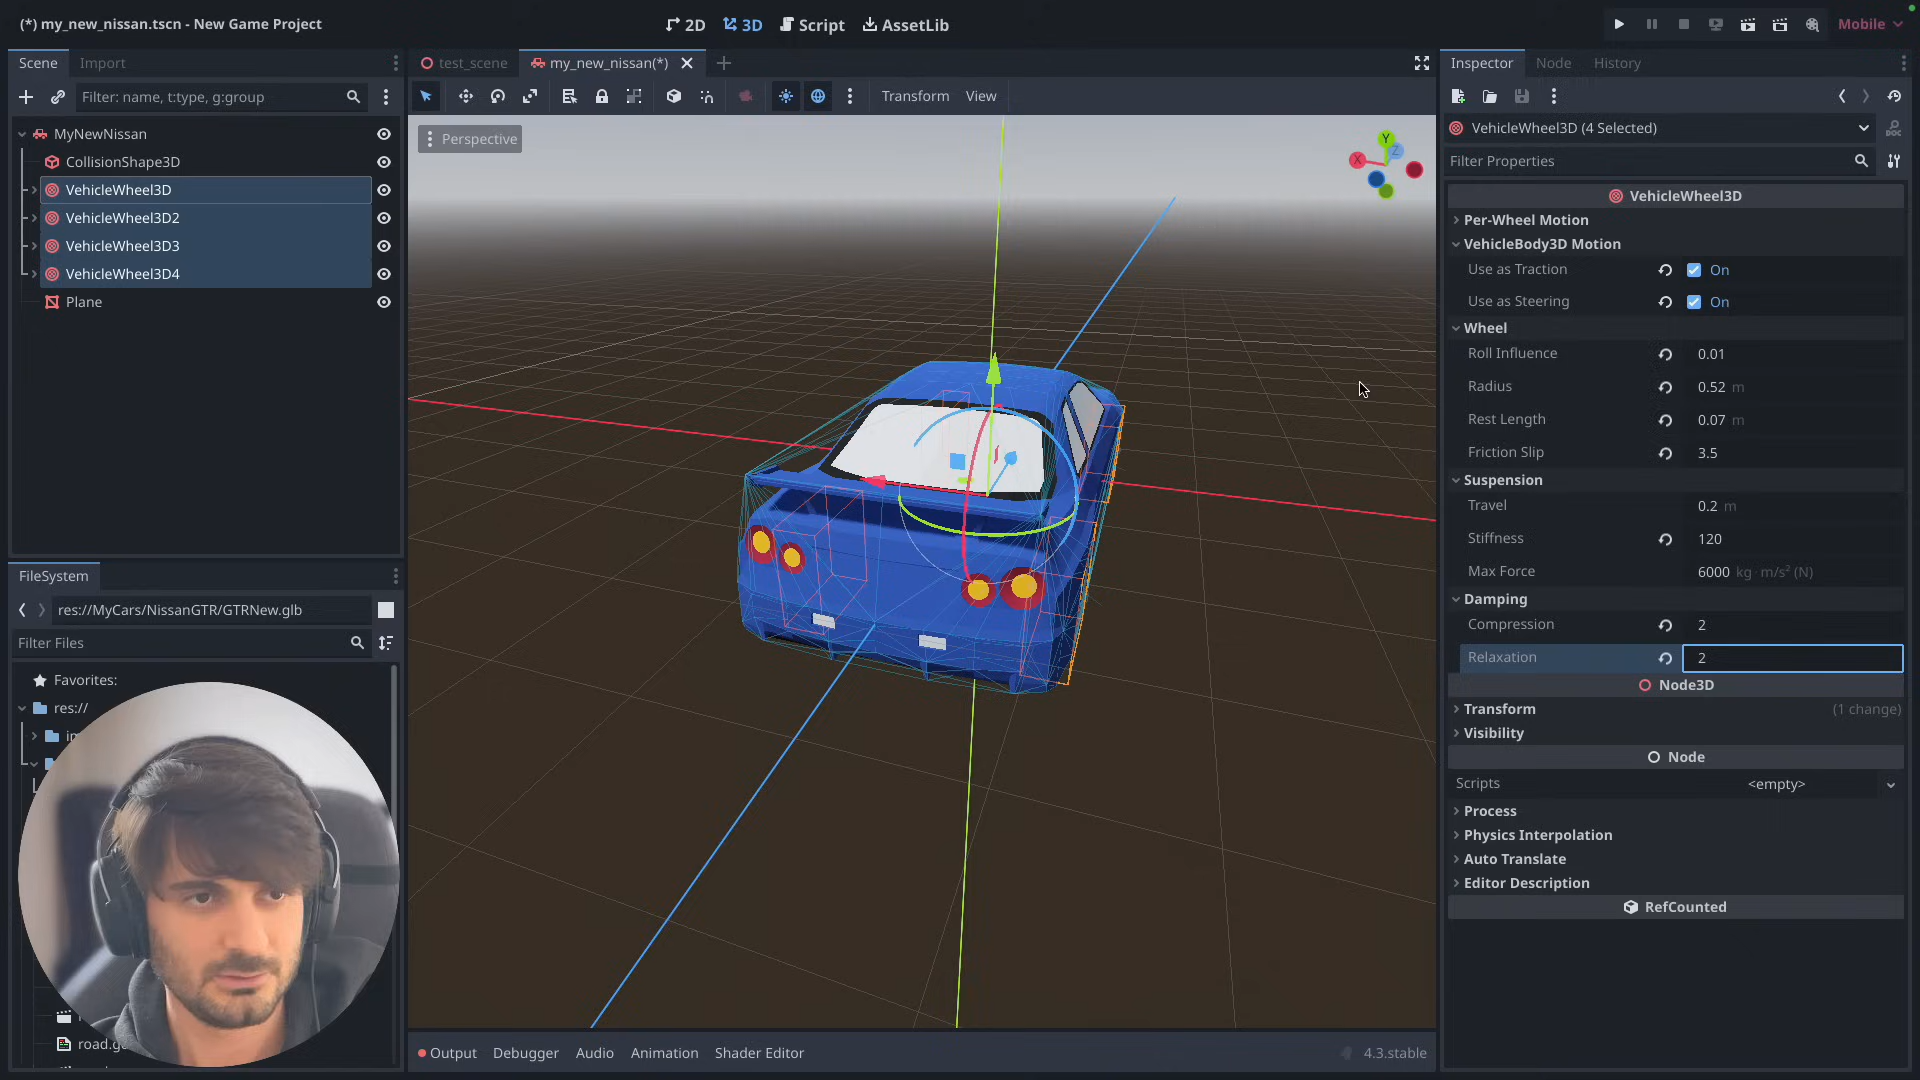 (*) my_new_nissan.tscn - New Game Project
2D
3D
Script
AssetLib
Mobile
Scene
Import
Filter: name, t:type, g:group
MyNewNissan
CollisionShape3D
VehicleWheel3D
VehicleWheel3D2
VehicleWheel3D3
VehicleWheel3D4
Plane
FileSystem
res://MyCars/NissanGTR/GTRNew.glb
Filter Files
Favorites:
res://
test_scene
my_new_nissan(*)
Transform
View
Perspective
Y
X
Z
Output
Debugger
Audio
Animation
Shader Editor
4.3.stable
Inspector
Node
History
VehicleWheel3D (4 Selected)
DOC
Filter Properties
VehicleWheel3D
Per-Wheel Motion
VehicleBody3D Motion
Use as Traction On
Use as Steering On
Wheel
Roll Influence 0.01
Radius 0.52 m
Rest Length 0.07 m
Friction Slip 3.5
Suspension
Travel 0.2 m
Stiffness 120
Max Force 6000 kg·m/s² (N)
Damping
Compression 2
Relaxation 2
Node3D
Transform (1 change)
Visibility
Node
Scripts <empty>
Process
Physics Interpolation
Auto Translate
Editor Description
RefCounted